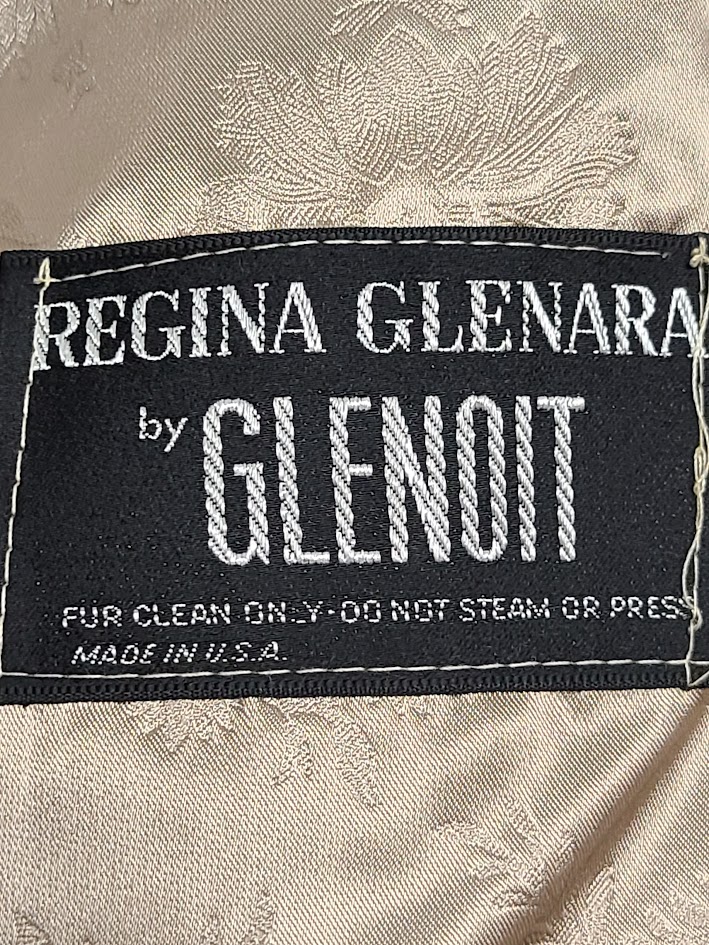 REGINA GLENARA
by GLENOIT
FUR CLEAN ONLY-DO NOT STEAM OR PRESS
MADE IN U.S.A.